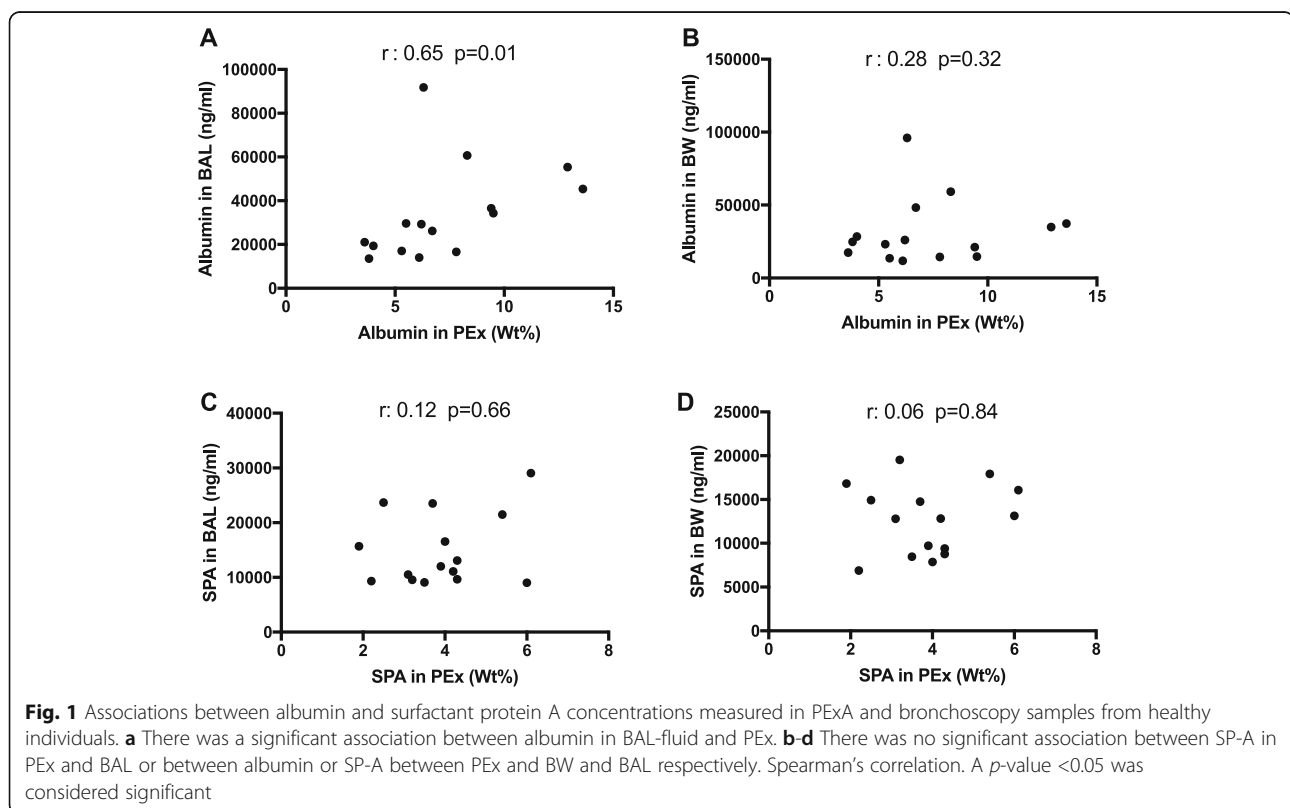 A
r : 0.65 p=0.01
Albumin in BAL (ng/ml)
100000
80000
60000
40000
20000
0
0 5 10 15
Albumin in PEx (Wt%)
B
r : 0.28 p=0.32
Albumin in BW (ng/ml)
150000
100000
50000
0
0 5 10 15
Albumin in PEx (Wt%)
C
r: 0.12 p=0.66
SPA in BAL (ng/ml)
40000
30000
20000
10000
0
0 2 4 6 8
SPA in PEx (Wt%)
D
r: 0.06 p=0.84
SPA in BW (ng/ml)
25000
20000
15000
10000
5000
0
0 2 4 6 8
SPA in PEx (Wt%)
Fig. 1 Associations between albumin and surfactant protein A concentrations measured in PExA and bronchoscopy samples from healthy
individuals. a There was a significant association between albumin in BAL-fluid and PEx. b-d There was no significant association between SP-A in
PEx and BAL or between albumin or SP-A between PEx and BW and BAL respectively. Spearman's correlation. A p-value <0.05 was
considered significant